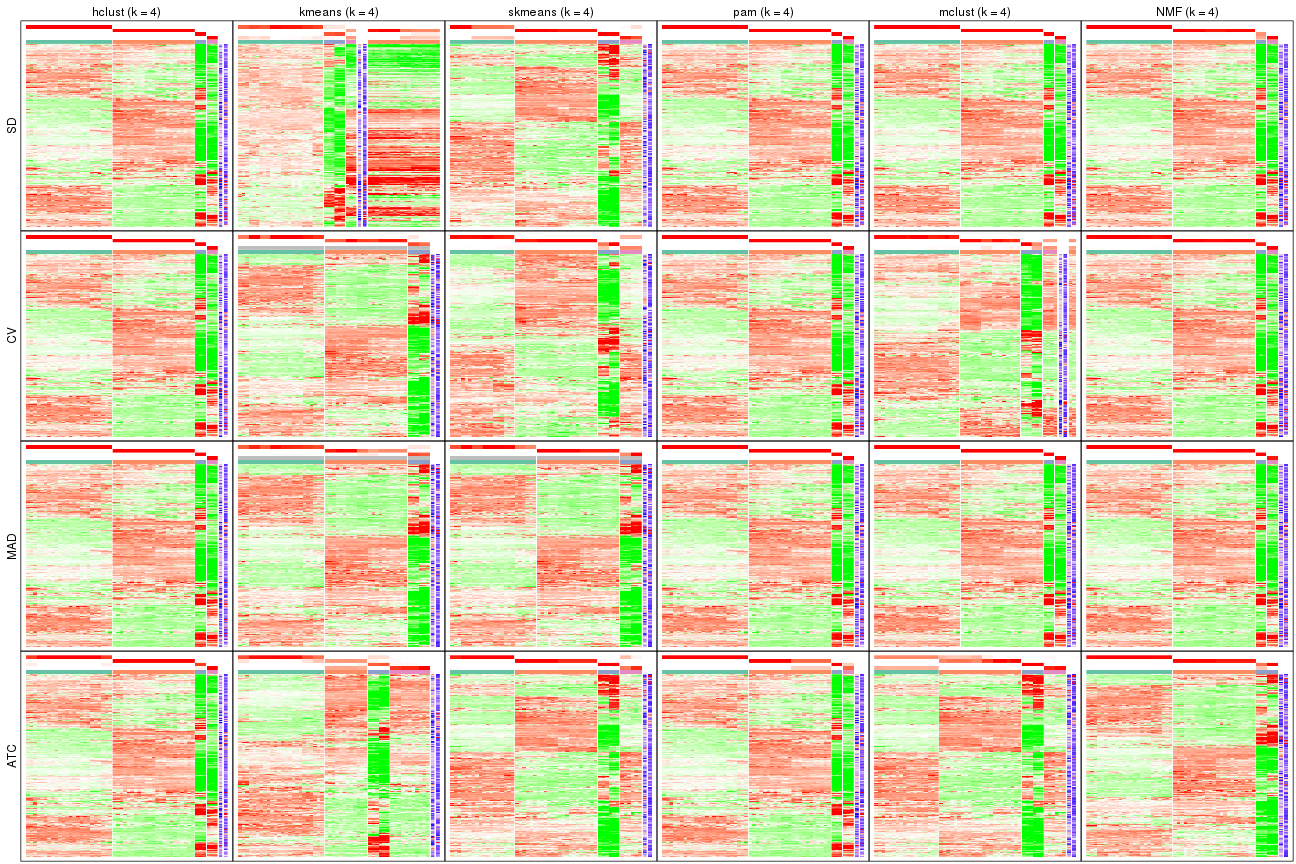 hclust (k = 4)
kmeans (k = 4)
skmeans (k = 4)
pam (k = 4)
mclust (k = 4)
NMF (k = 4)
SD
CV
MAD
ATC